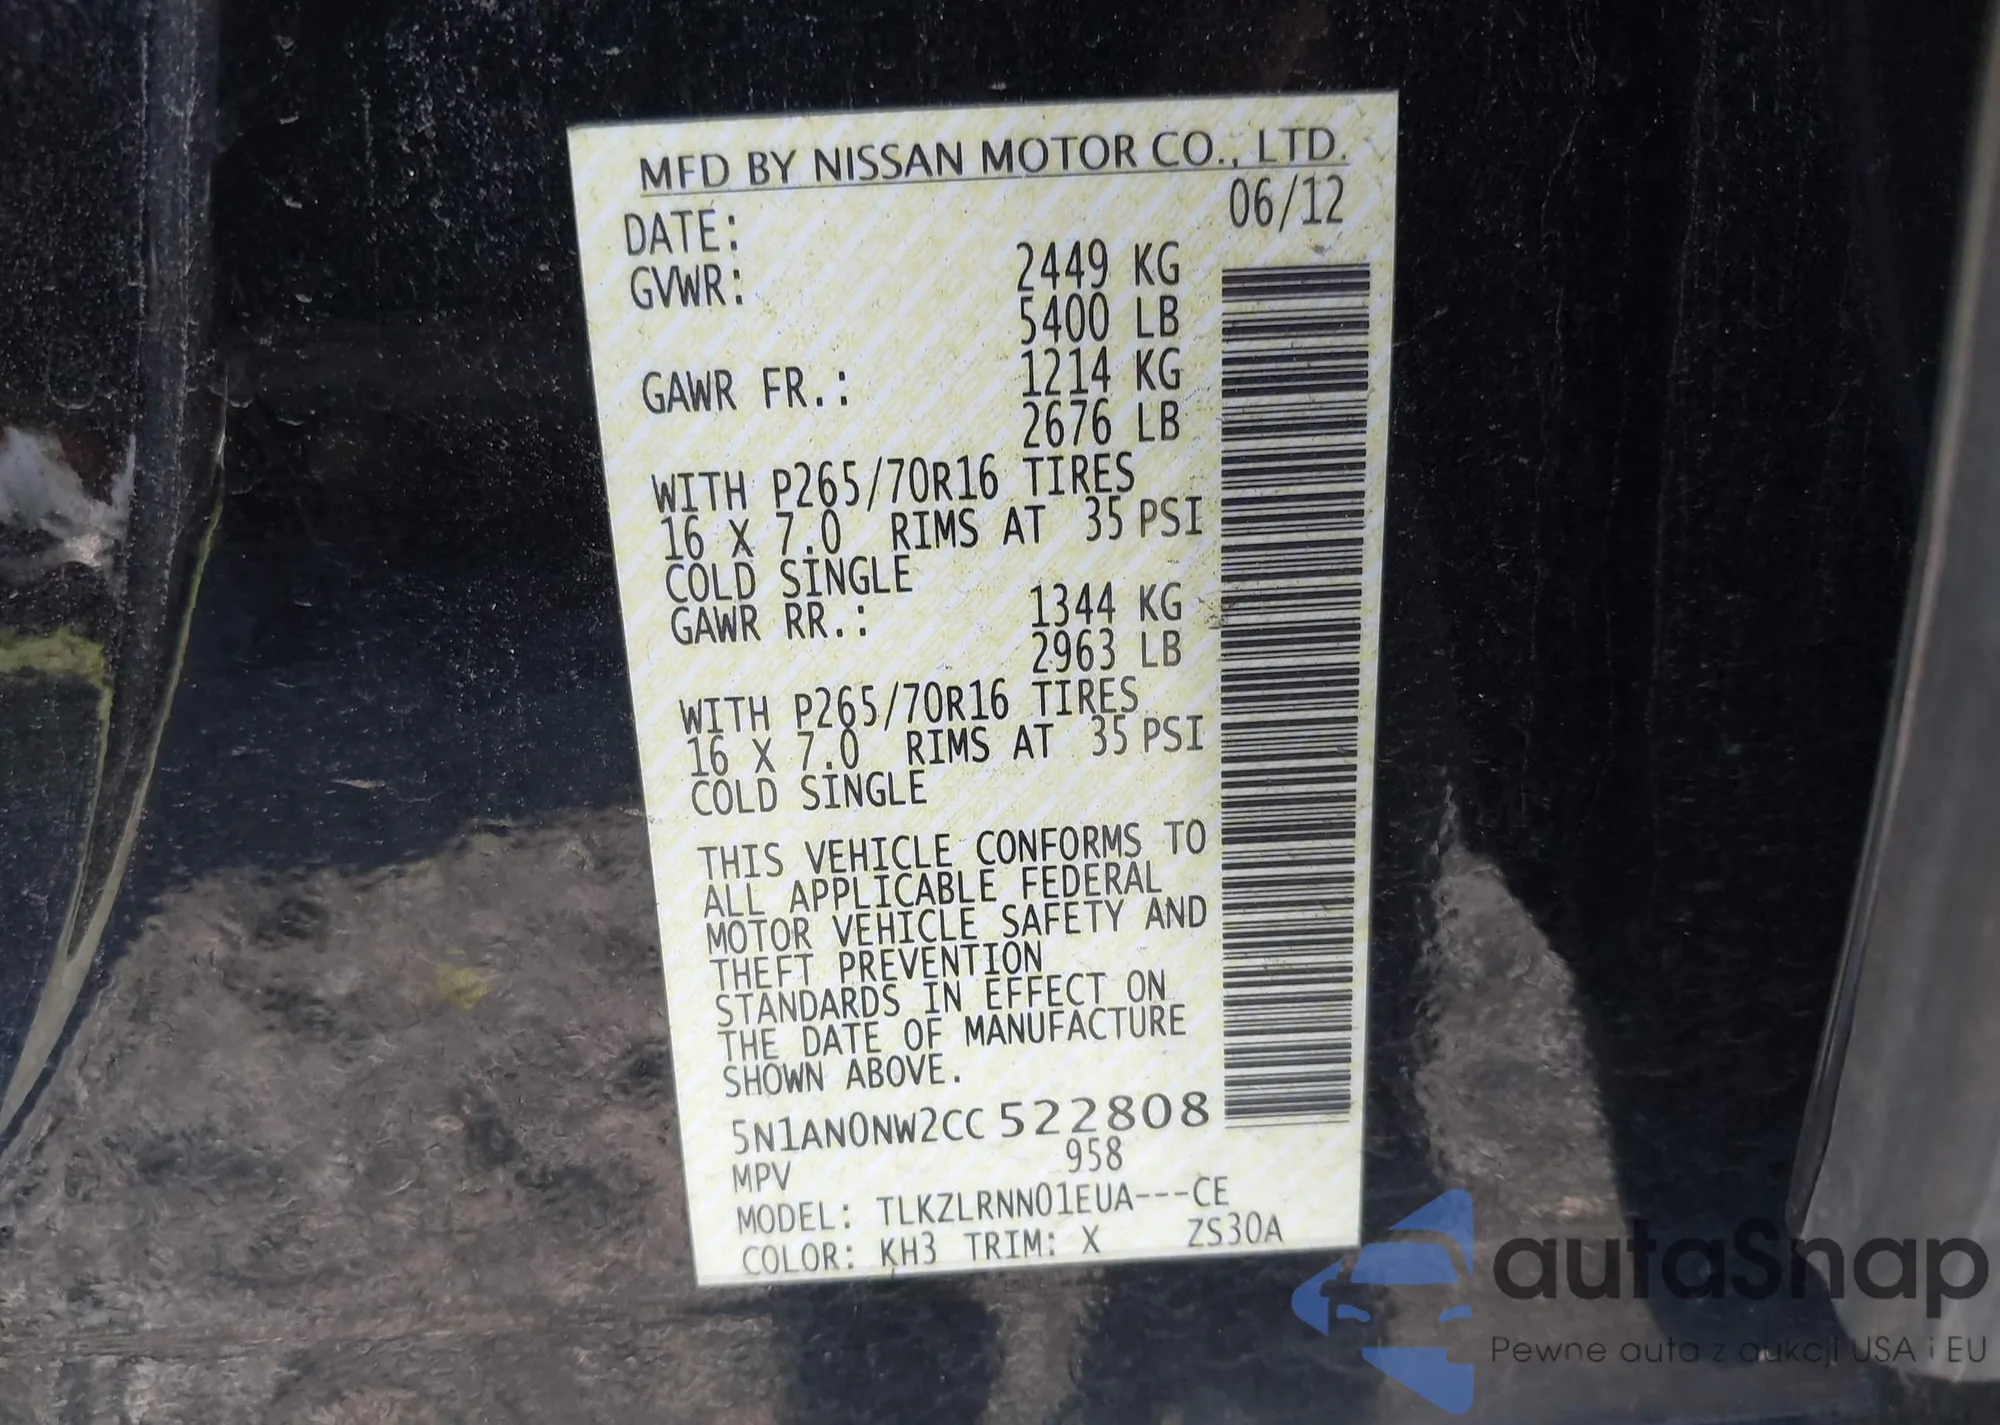 MFD BY NISSAN MOTOR CO., LTD.
DATE: 06/12
GVWR: 2449 KG
5400 LB
GAWR FR.: 1214 KG
2676 LB
WITH P265/70R16 TIRES
16 X 7.0 RIMS AT 35 PSI
COLD SINGLE
GAWR RR.: 1344 KG
2963 LB
WITH P265/70R16 TIRES
16 X 7.0 RIMS AT 35 PSI
COLD SINGLE
THIS VEHICLE CONFORMS TO
ALL APPLICABLE FEDERAL
MOTOR VEHICLE SAFETY AND
THEFT PREVENTION
STANDARDS IN EFFECT ON
THE DATE OF MANUFACTURE
SHOWN ABOVE.
5N1AN0NW2CC522808
MPV 958
MODEL: TLKZLRNN01EUA---CE
COLOR: KH3 TRIM: X ZS30A
autaSnap
Pewne auta z aukcji USA i EU